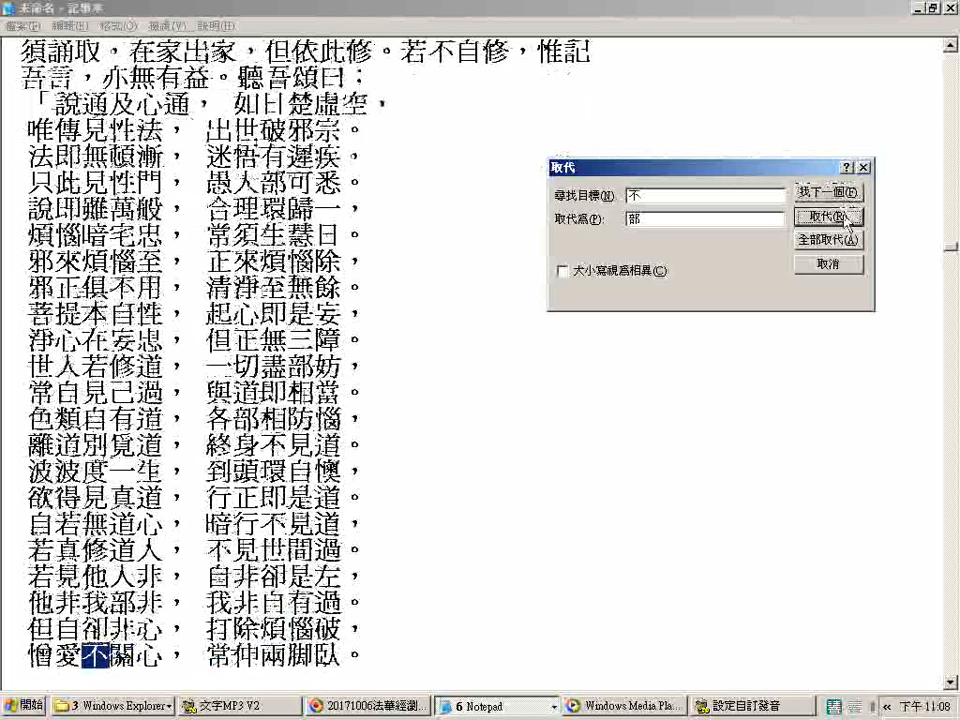 未命名 - 記事本
檔案(F) 編輯(E) 格式(O) 檢視(V) 說明(H)
須誦取，在家出家，但依此修。若不自修，惟記
吾言，亦無有益。聽吾頌曰：
「說通及心通， 如日楚虛空，
唯傳見性法， 出世破邪宗。
法即無頓漸， 迷悟有遲疾。
只此見性門， 愚人部可悉。
說即雖萬般， 合理環歸一，
煩惱暗宅忠， 常須生慧日。
邪來煩惱至， 正來煩惱除，
邪正俱不用， 清淨至無餘。
菩提本自性， 起心即是妄，
淨心在妄忠， 但正無三障。
世人若修道， 一切盡部妨，
常自見己過， 與道即相當。
色類自有道， 各部相防惱，
離道別覓道， 終身不見道。
波波度一生， 到頭環自懊，
欲得見真道， 行正即是道。
自若無道心， 暗行不見道，
若真修道人， 不見世間過。
若見他人非， 自非卻是左，
他非我部非， 我非自有過。
但自卻非心， 打除煩惱破，
憎愛不關心， 常伸兩脚臥。
取代
尋找目標(N): 不 找下一個(F)
取代為(P): 部 取代(R)
全部取代(A)
大小寫視為相異(C) 取消
開始 3 Windows Explorer 文字MP3 V2 20171006法華經瀏... 6 Notepad Windows Media Pla... 設定自訂發音 下午 11:08